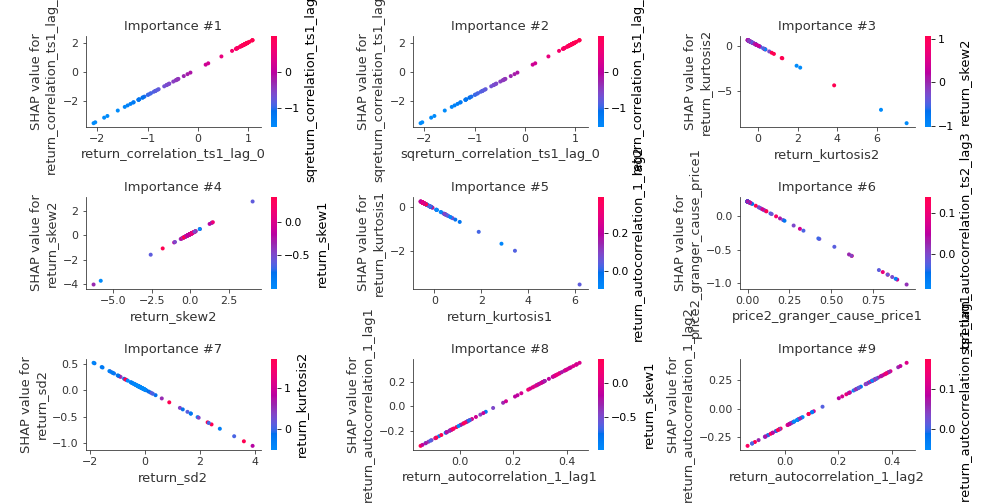 Importance #1
SHAP value for
return_correlation_ts1_lag_
2
0
−2
−2
−1
0
1
return_correlation_ts1_lag_0
0
−1
sqreturn_correlation_ts1_lag_
Importance #2
SHAP value for
sqreturn_correlation_ts1_lag_
2
0
−2
−2
−1
0
1
sqreturn_correlation_ts1_lag_0
0
−1
return_correlation_ts1_lag_
Importance #3
SHAP value for
return_kurtosis2
0
−5
0
2
4
6
return_kurtosis2
1
0
−1
return_skew2
Importance #4
SHAP value for
return_skew2
2
0
−2
−4
−5.0
−2.5
0.0
2.5
return_skew2
0.0
−0.5
return_skew1
Importance #5
SHAP value for
return_kurtosis1
0
−2
0
2
4
6
return_kurtosis1
0.2
0.0
return_autocorrelation_1_lag2
Importance #6
SHAP value for
price2_granger_cause_price1
0.0
−0.5
−1.0
0.00
0.25
0.50
0.75
price2_granger_cause_price1
0.1
0.0
return_autocorrelation_ts2_lag3
Importance #7
SHAP value for
return_sd2
0.5
0.0
−0.5
−1.0
−2
0
2
4
return_sd2
1
0
return_kurtosis2
Importance #8
SHAP value for
return_autocorrelation_1_lag1
0.2
0.0
−0.2
0.0
0.2
0.4
return_autocorrelation_1_lag1
0.0
−0.5
return_skew1
Importance #9
SHAP value for
return_autocorrelation_1_lag2
0.25
0.00
−0.25
0.0
0.2
0.4
return_autocorrelation_1_lag2
0.1
0.0